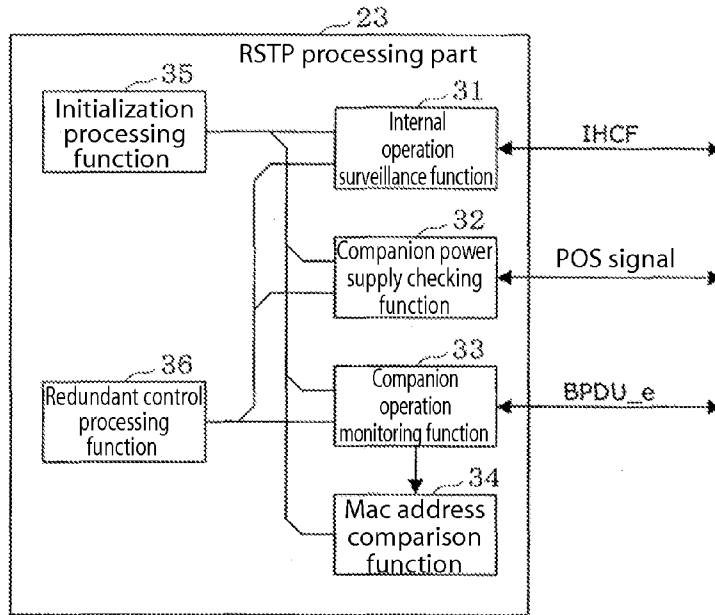 23
RSTP processing part
35
Initialization
processing
function
31
Internal
operation
surveillance function
IHCF
32
Companion power
supply checking
function
POS signal
36
Redundant control
processing
function
33
Companion
operation
monitoring function
BPDU_e
34
Mac address
comparison
function